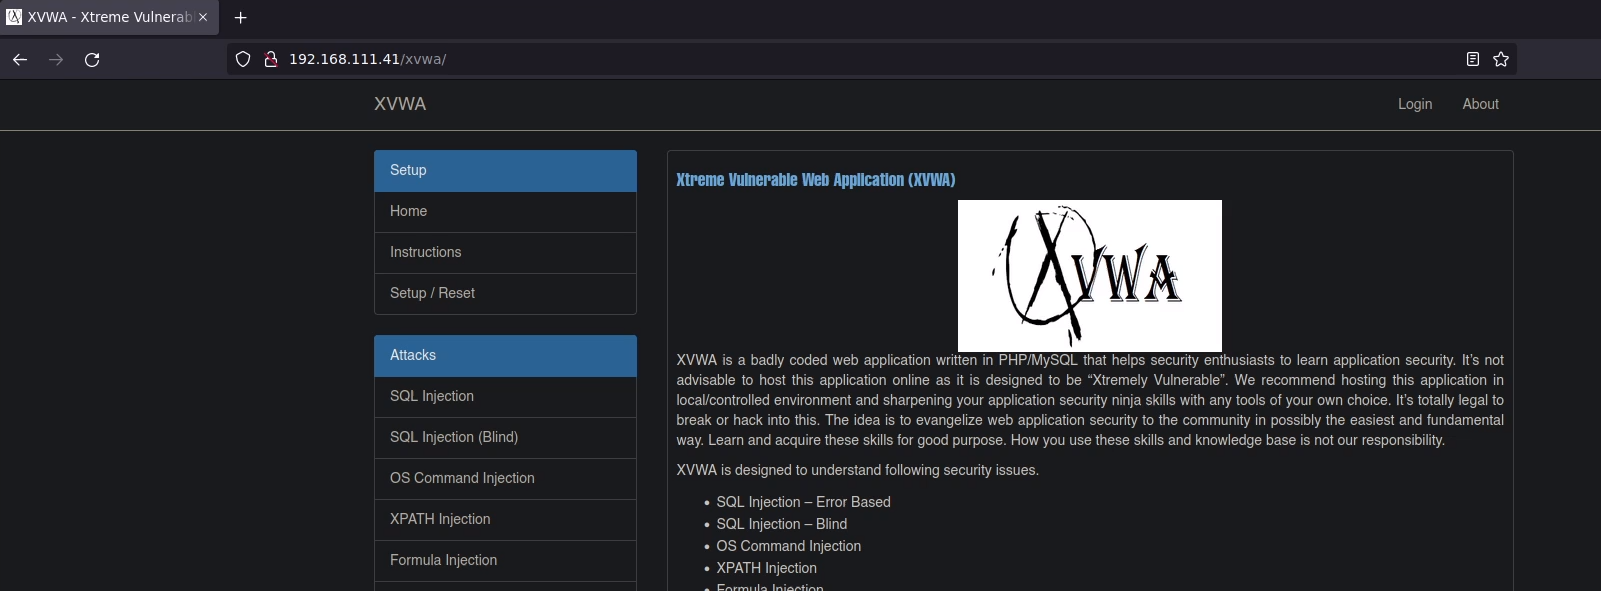 XVWA - Xtreme Vulnerab
192.168.111.41/xvwa/
XVWA
Login
About
Setup
Home
Instructions
Setup / Reset
Attacks
SQL Injection
SQL Injection (Blind)
OS Command Injection
XPATH Injection
Formula Injection
Xtreme Vulnerable Web Application (XVWA)
XVWA
XVWA is a badly coded web application written in PHP/MySQL that helps security enthusiasts to learn application security. It’s not
advisable to host this application online as it is designed to be “Xtremely Vulnerable”. We recommend hosting this application in
local/controlled environment and sharpening your application security ninja skills with any tools of your own choice. It’s totally legal to
break or hack into this. The idea is to evangelize web application security to the community in possibly the easiest and fundamental
way. Learn and acquire these skills for good purpose. How you use these skills and knowledge base is not our responsibility.
XVWA is designed to understand following security issues.
• SQL Injection – Error Based
• SQL Injection – Blind
• OS Command Injection
• XPATH Injection
• Formula Injection